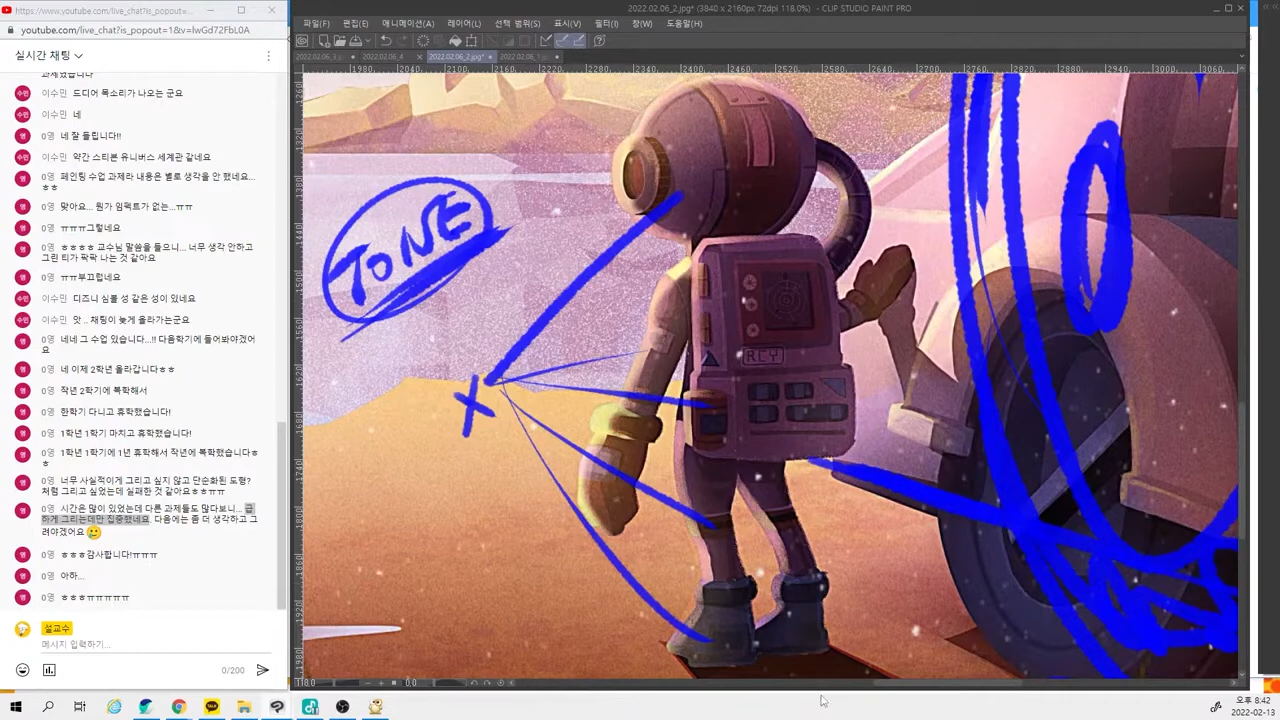 youtube.com/live_chat?is_popout=...
youtube.com/live_chat?is_popout=1&v=lwGd72FbL0A
실시간 채팅
이수민 드디어 목소리가 나오는 군요
이수민 네
0영 네 잘 들립니다!!
이수민 약간 스티븐 유니버스 세계관 같네요
0영 페인팅 수업 과제라 내용은 별로 생각을 안 했네요...
ㅎㅎ
0영 맞아요... 뭔가 임팩트가 없는...ㅠㅠ
0영 ㅠㅠㅠ그렇네요
0영 ㅎㅎㅎㅎ 교수님 말씀을 들으니... 너무 생각 안하고
그린 티가 팍팍 나는 것 같아요
0영 ㅠㅠ부끄럽네요
이수민 디즈니 심볼 성 같은 성이 있네요
이수민 앗... 채팅이 늦게 올라가는군요
0영 네네 그 수업 있습니다...!! 다음학기에 들어봐야겠어
요
0영 네 이제 2학년 올라갑니다ㅎㅎ
0영 작년 2학기에 복학해서
0영 한학기 다니고 휴학했습니다!
0영 1학년 1학기 마치고 휴학했습니다!
0영 1학년 1학기에 1년 휴학해서 작년에 복학했습니다ㅎ
ㅎ
0영 너무 사실적이게 그리고 싶지 않고 단순화된 도형?
처럼 그리고 싶었는데 실패한 것 같아요ㅎㅎㅠㅠ
0영 시간은 많이 있었는데 다른 과제들도 많다보니... 급
하게 그리는데만 집중했네요. 다음에는 좀 더 생각하고 그
려야겠어요
0영 ㅎㅎㅎ감사합니다!ㅠㅠㅠ
0영 아하...
0영 ㅎㅎㅎㅠㅠㅠㅠㅠ
설교수
메시지 입력하기...
0/200
2022.02.06_2.jpg* (3840 x 2160px 72dpi 118.0%) - CLIP STUDIO PAINT PRO
파일(F) 편집(E) 애니메이션(A) 레이어(L) 선택 범위(S) 표시(V) 필터(I) 창(W) 도움말(H)
2022.02.06_4 2022.02.06_2.jpg*
TONE
X
RCY
118.0
0.0
오후 8:42
2022-02-13